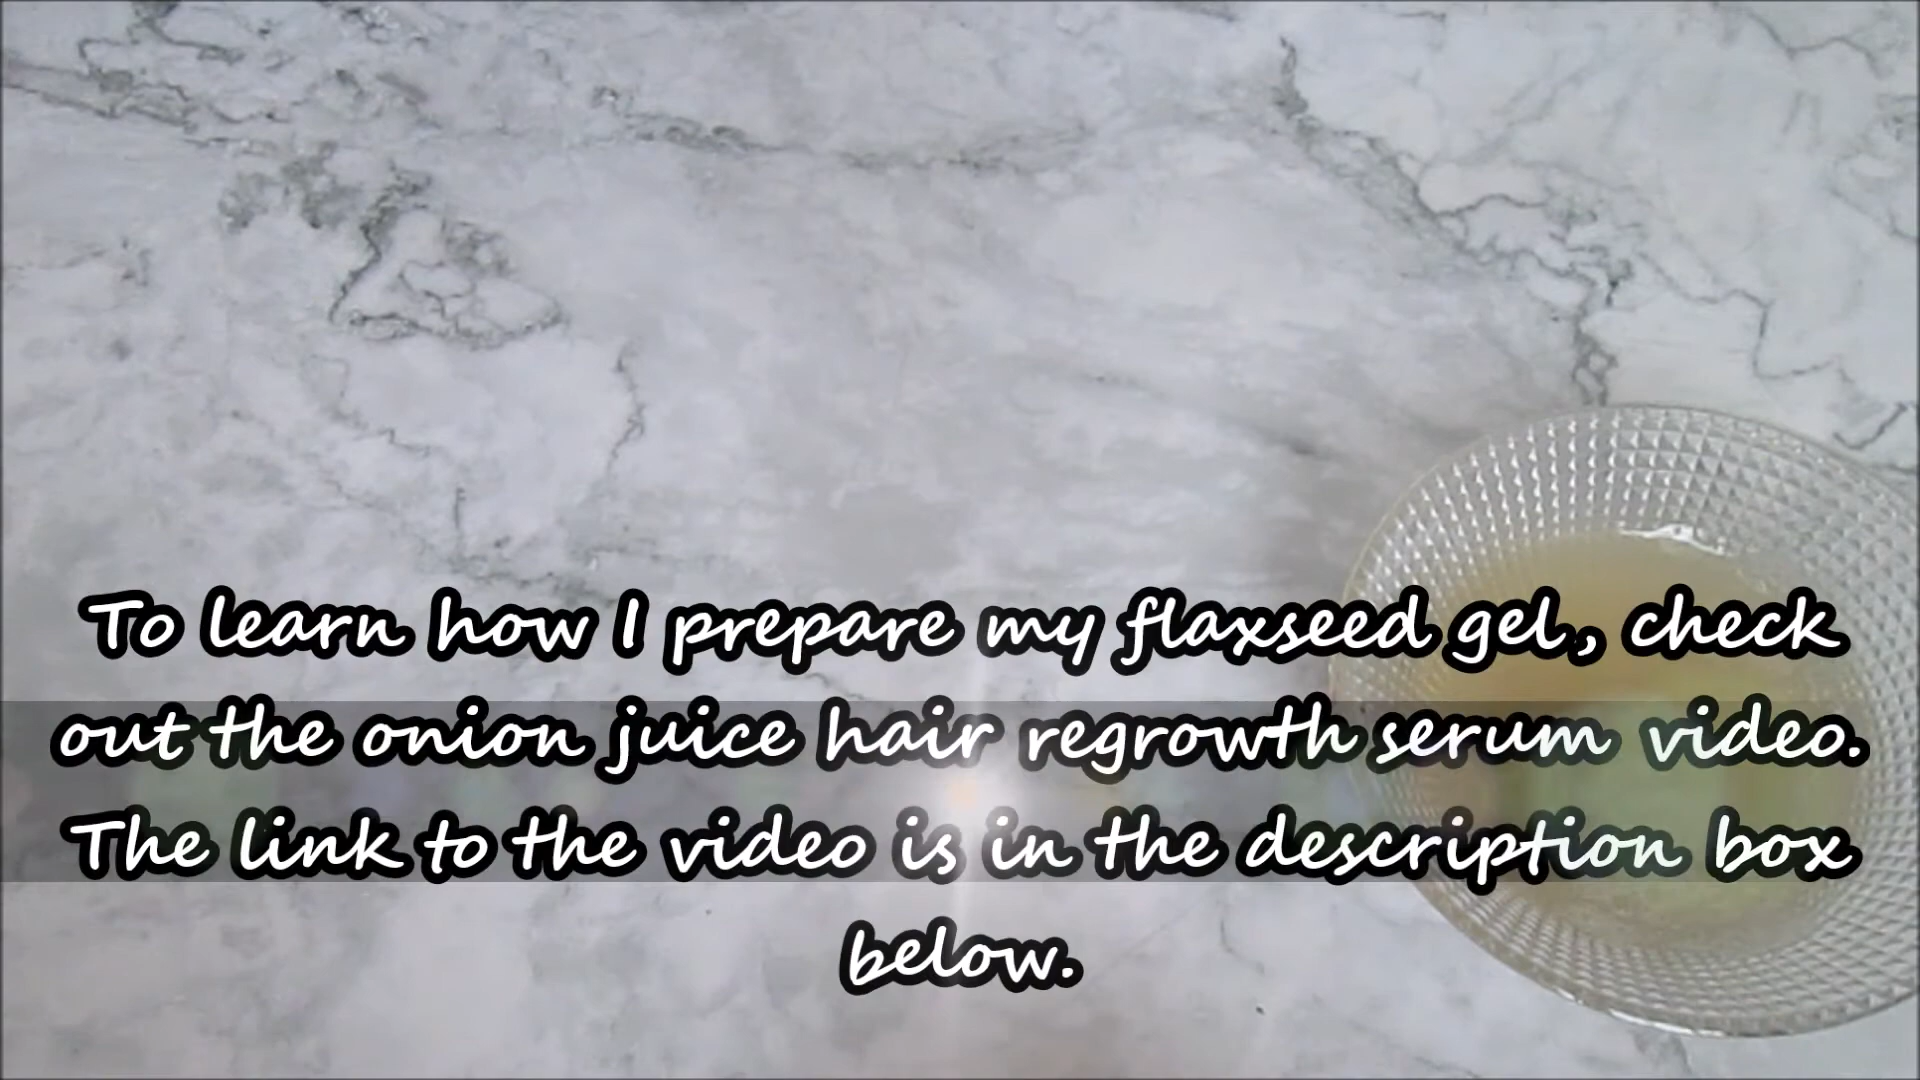 To learn how I prepare my flaxseed gel, check
out the onion juice hair regrowth serum video.
The link to the video is in the description box
below.